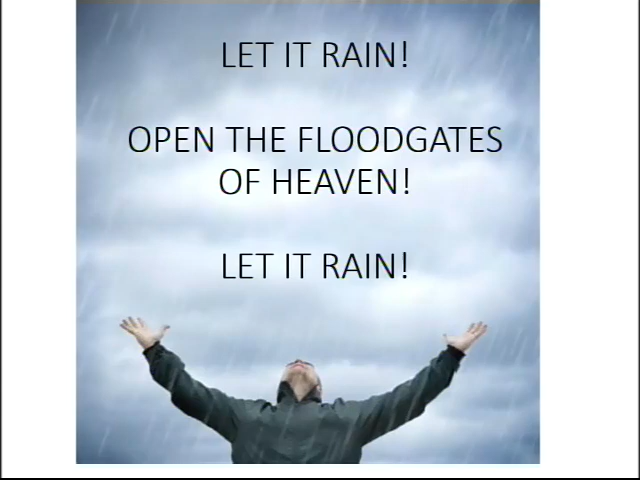 LET IT RAIN!
OPEN THE FLOODGATES
OF HEAVEN!
LET IT RAIN!